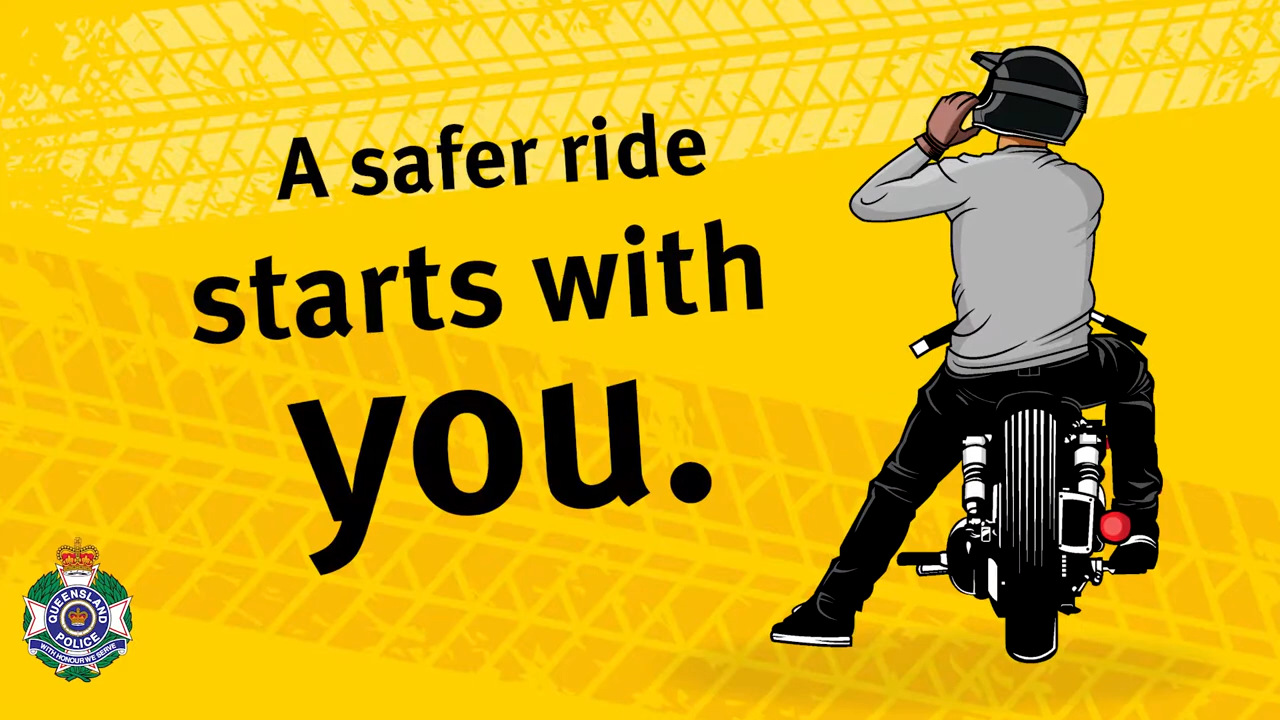 A safer ride
starts with
you.
QUEENSLAND
POLICE
WITH HONOUR WE SERVE